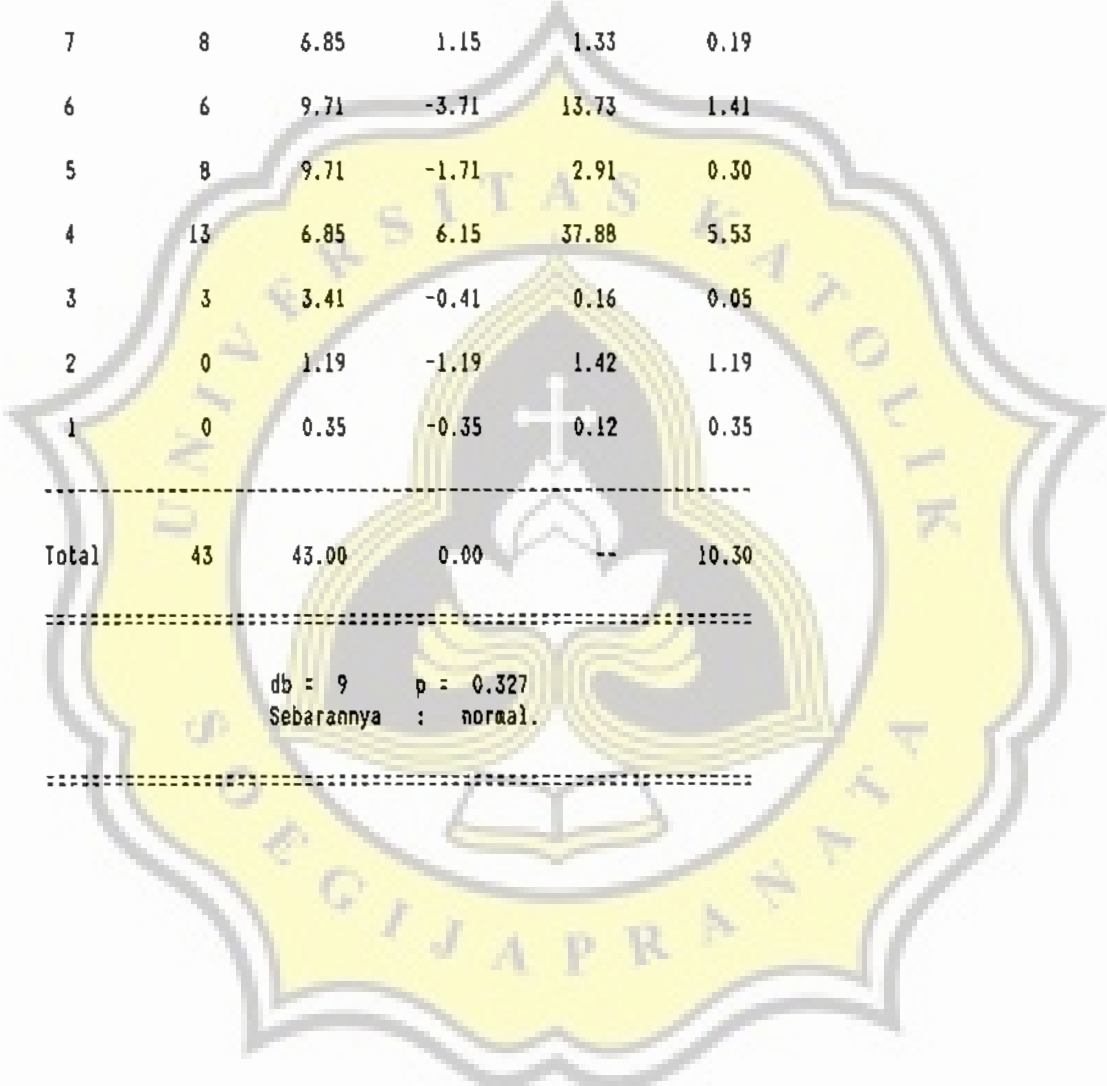 7 8 6.85 1.15 1.33 0.19
6 6 9.71 -3.71 13.73 1.41
5 8 9.71 -1.71 2.91 0.30
4 13 6.85 6.15 37.88 5.53
3 3 3.41 -0.41 0.16 0.05
2 0 1.19 -1.19 1.42 1.19
1 0 0.35 -0.35 0.12 0.35
Total 43 43.00 0.00 -- 10.30
db = 9 p = 0.327
Sebarannya : normal.
UNIVERSITAS KATOLIK
SOEGIJAPRANATA